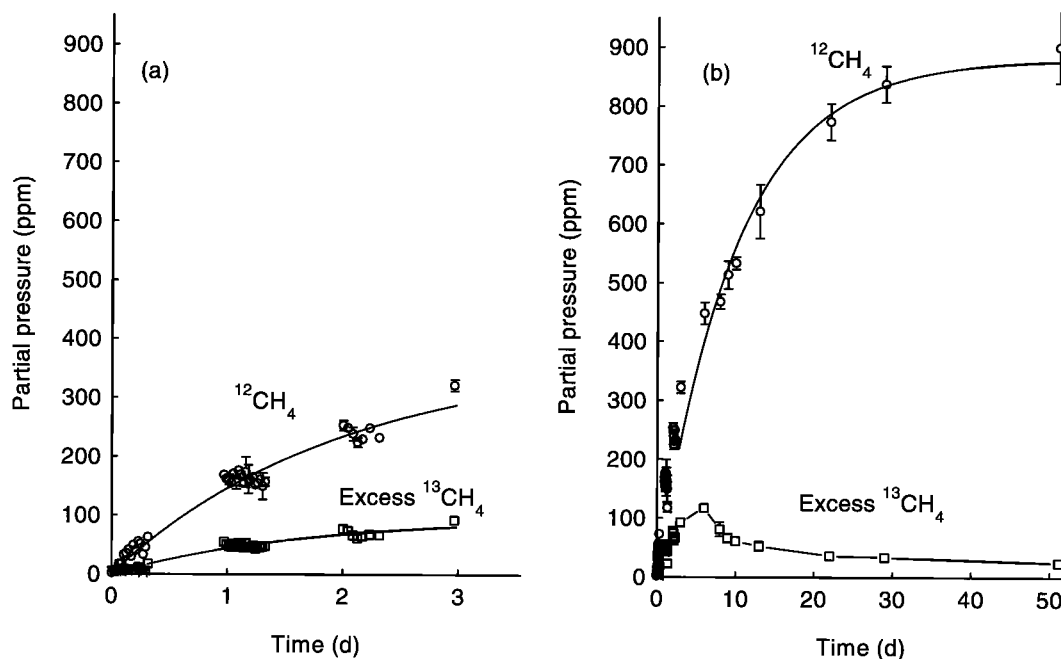 (a)
Partial pressure (ppm)
900
800
700
600
500
400
300
200
100
0
¹²CH₄
Excess ¹³CH₄
0 1 2 3
Time (d)
(b)
Partial pressure (ppm)
900
800
700
600
500
400
300
200
100
0
¹²CH₄
Excess ¹³CH₄
0 10 20 30 40 50
Time (d)